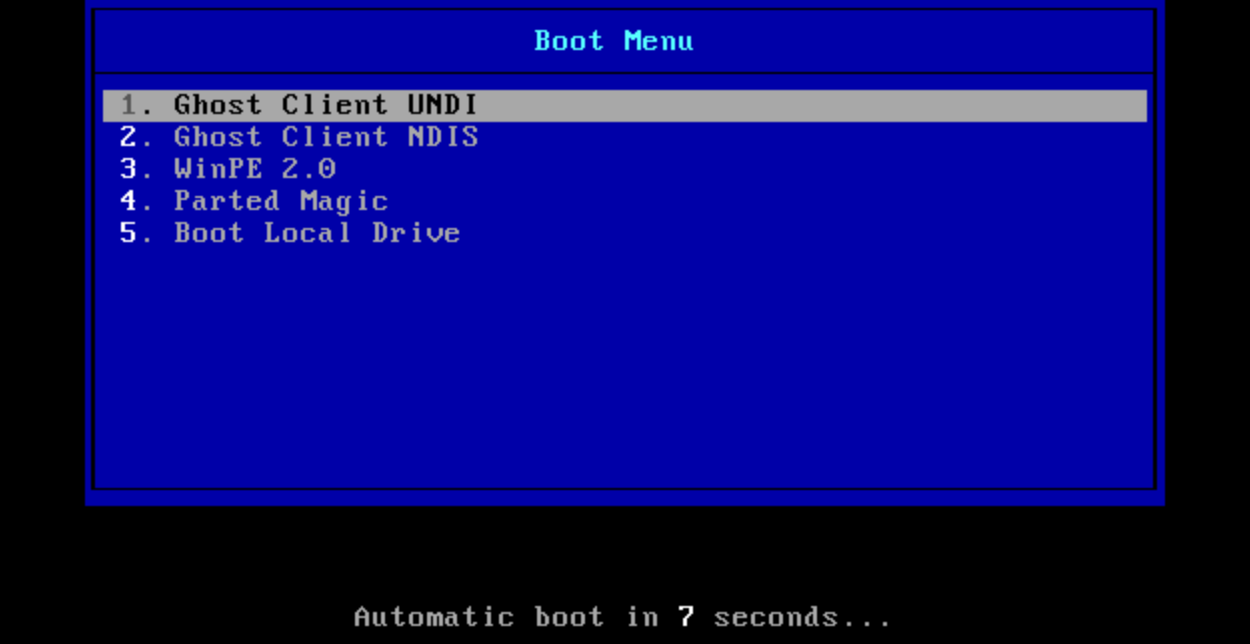 Boot Menu
1. Ghost Client UNDI
2. Ghost Client NDIS
3. WinPE 2.0
4. Parted Magic
5. Boot Local Drive
Automatic boot in 7 seconds...